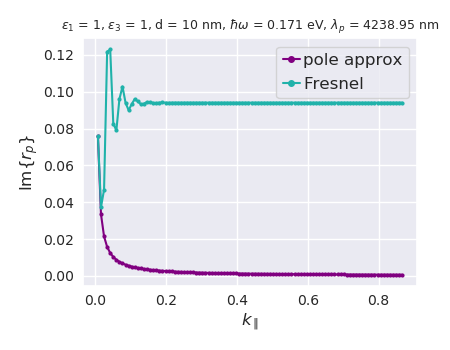 ε₁ = 1, ε₃ = 1, d = 10 nm, ℏω = 0.171 eV, λₚ = 4238.95 nm
Im{rₚ}
0.12
0.10
0.08
0.06
0.04
0.02
0.00
pole approx
Fresnel
0.0 0.2 0.4 0.6 0.8
k∥